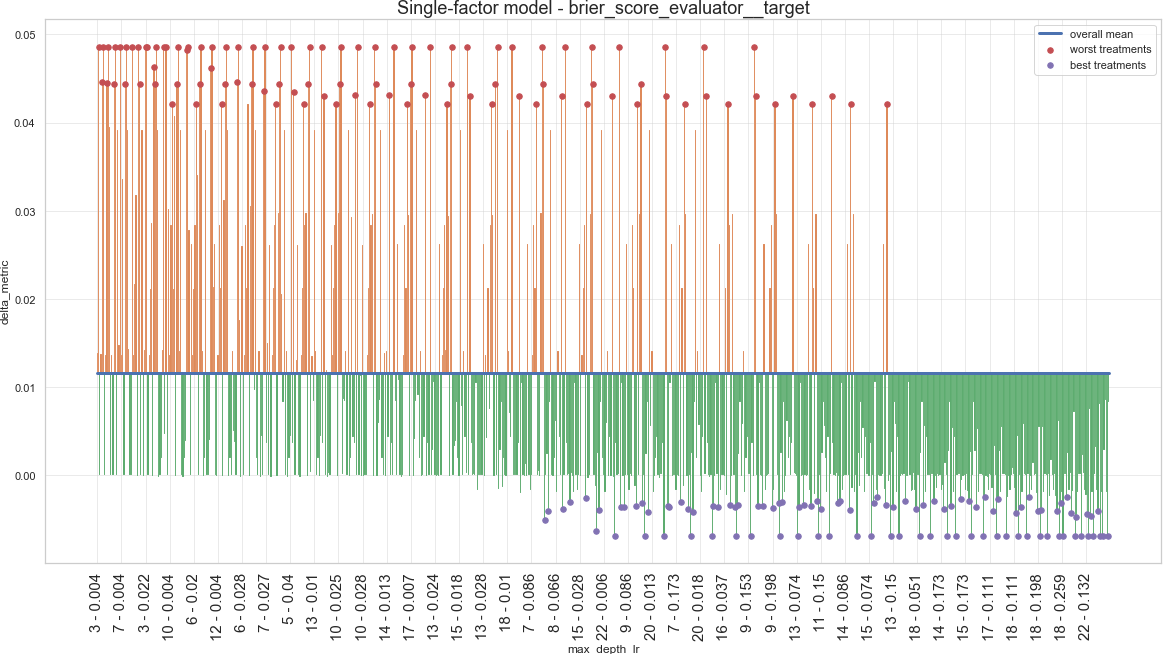 Single-factor model - brier_score_evaluator__target
overall mean
worst treatments
best treatments
delta_metric
0.05
0.04
0.03
0.02
0.01
0.00
3 - 0.004
7 - 0.004
3 - 0.022
10 - 0.004
6 - 0.02
12 - 0.004
6 - 0.028
7 - 0.027
5 - 0.04
13 - 0.01
10 - 0.025
10 - 0.028
14 - 0.013
17 - 0.007
13 - 0.024
15 - 0.018
13 - 0.028
18 - 0.01
7 - 0.086
8 - 0.066
15 - 0.028
22 - 0.006
9 - 0.086
20 - 0.013
7 - 0.173
20 - 0.018
16 - 0.037
9 - 0.153
9 - 0.198
13 - 0.074
11 - 0.15
14 - 0.086
15 - 0.074
13 - 0.15
18 - 0.051
14 - 0.173
15 - 0.173
17 - 0.111
18 - 0.111
18 - 0.198
18 - 0.259
22 - 0.132
max_depth_lr